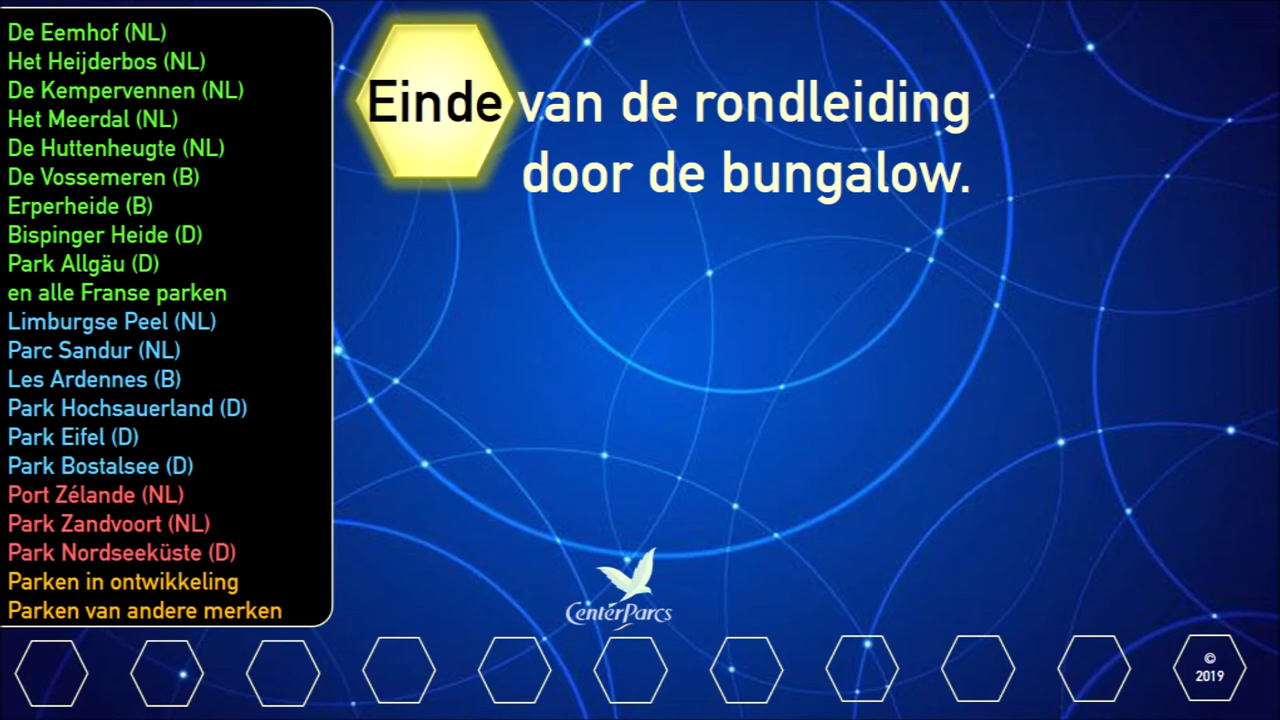 De Eemhof (NL)
Het Heijderbos (NL)
De Kempervennen (NL)
Het Meerdal (NL)
De Huttenheugte (NL)
De Vossemeren (B)
Erperheide (B)
Bispinger Heide (D)
Park Allgäu (D)
en alle Franse parken
Limburgse Peel (NL)
Parc Sandur (NL)
Les Ardennes (B)
Park Hochsauerland (D)
Park Eifel (D)
Park Bostalsee (D)
Port Zélande (NL)
Park Zandvoort (NL)
Park Nordseeküste (D)
Parken in ontwikkeling
Parken van andere merken
Einde van de rondleiding
door de bungalow.
CenterParcs
©
2019